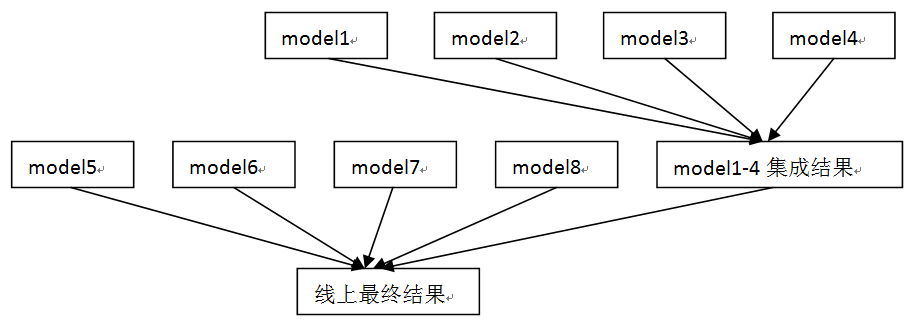 model1
model2
model3
model4
model5
model6
model7
model8
model1-4 集成结果
线上最终结果